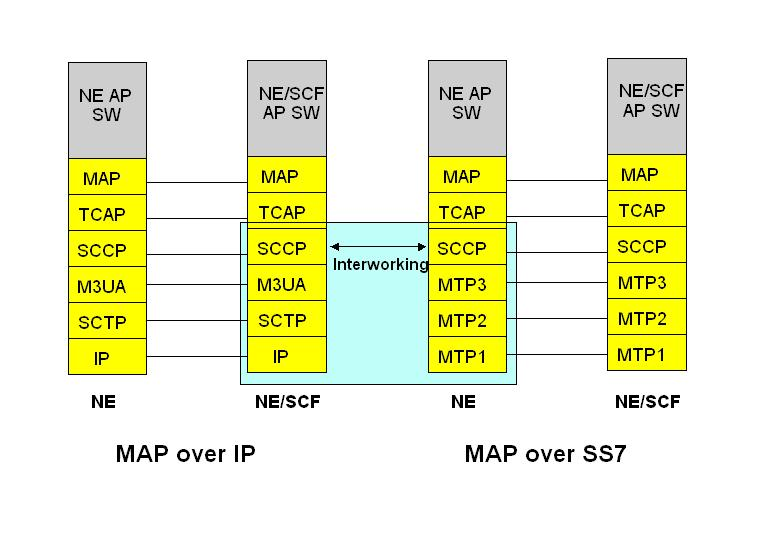 NE AP
SW
NE/SCF
AP SW
NE AP
SW
NE/SCF
AP SW
MAP
MAP
MAP
MAP
TCAP
TCAP
TCAP
TCAP
SCCP
SCCP
SCCP
SCCP
Interworking
M3UA
M3UA
MTP3
MTP3
SCTP
SCTP
MTP2
MTP2
IP
IP
MTP1
MTP1
NE
NE/SCF
NE
NE/SCF
MAP over IP
MAP over SS7